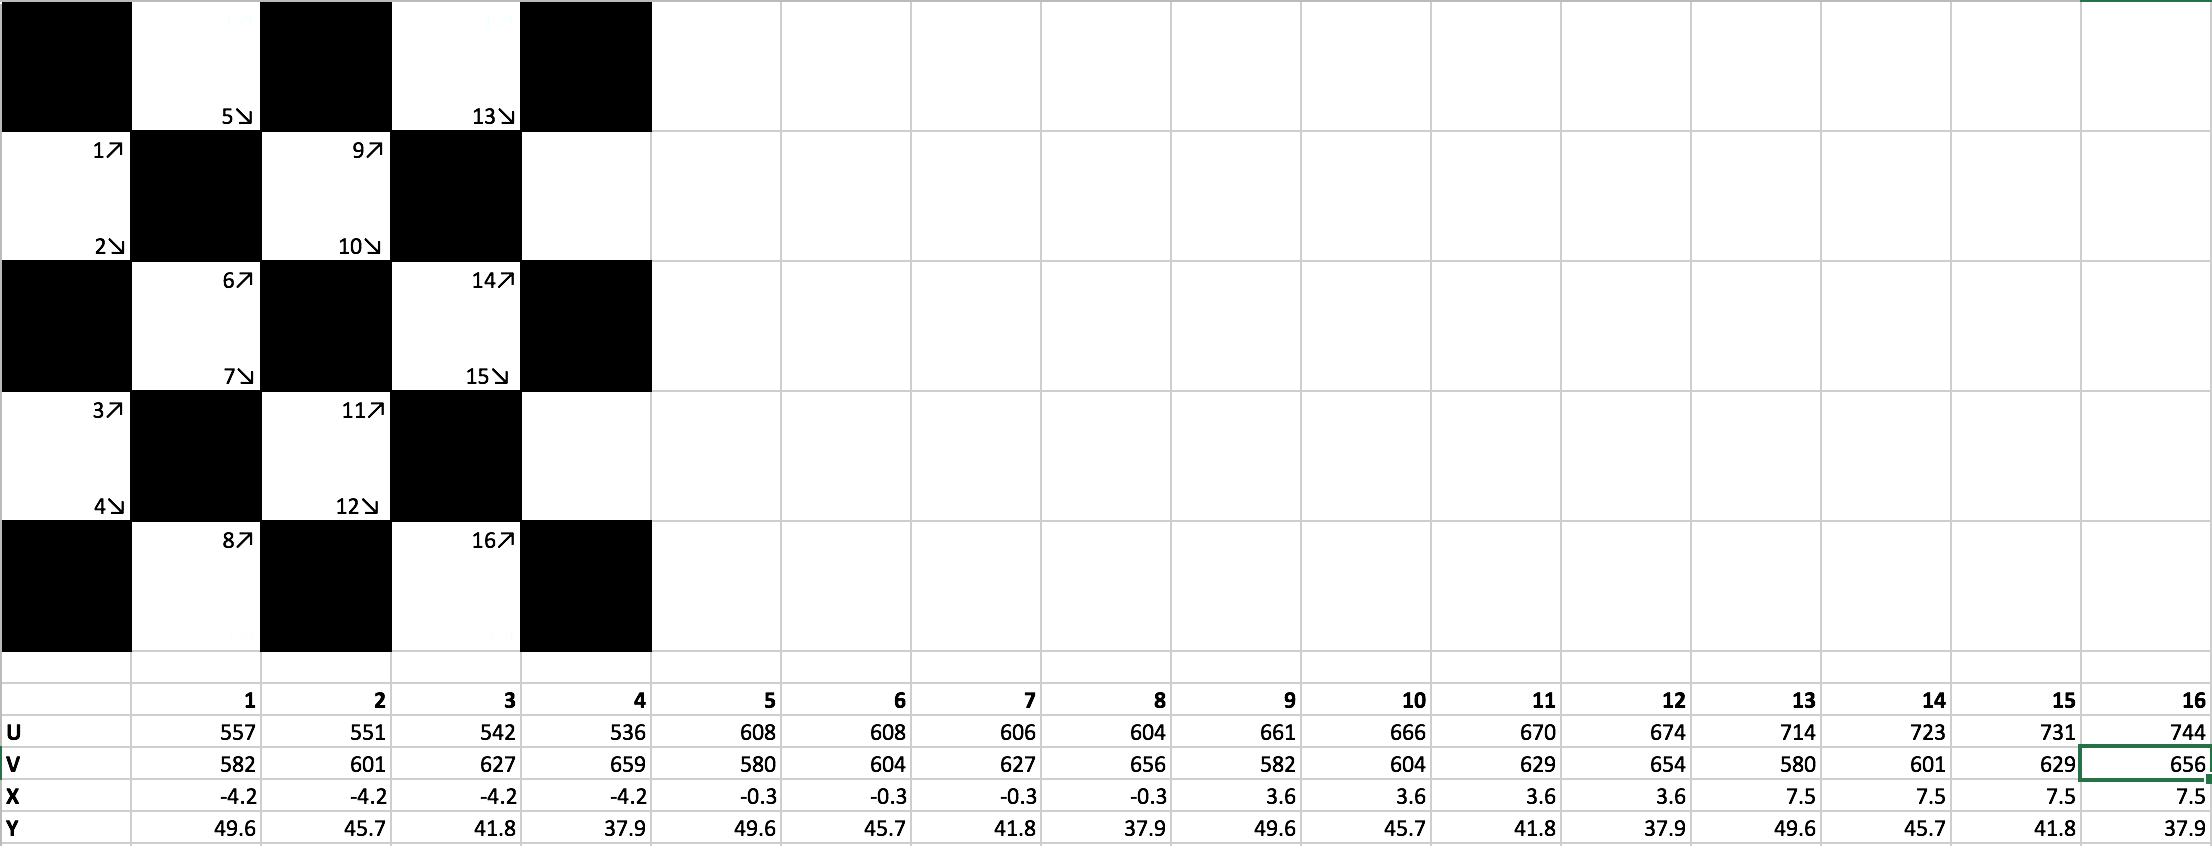 5↘ 13↘
1↗ 9↗
2↘ 10↘
6↗ 14↗
7↘ 15↘
3↗ 11↗
4↘ 12↘
8↗ 16↗
1 2 3 4 5 6 7 8 9 10 11 12 13 14 15 16
U 557 551 542 536 608 608 606 604 661 666 670 674 714 723 731 744
V 582 601 627 659 580 604 627 656 582 604 629 654 580 601 629 656
X -4.2 -4.2 -4.2 -4.2 -0.3 -0.3 -0.3 -0.3 3.6 3.6 3.6 3.6 7.5 7.5 7.5 7.5
Y 49.6 45.7 41.8 37.9 49.6 45.7 41.8 37.9 49.6 45.7 41.8 37.9 49.6 45.7 41.8 37.9